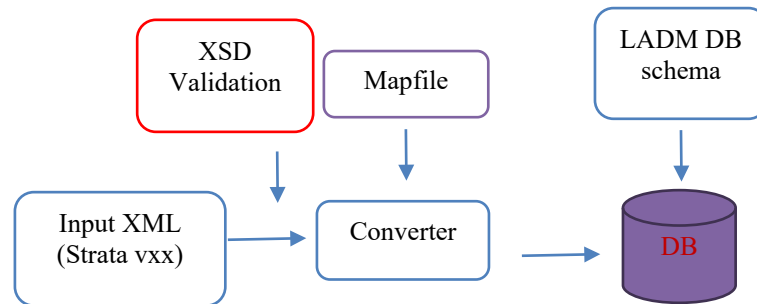 XSD
Validation
Mapfile
LADM DB
schema
Input XML
(Strata vxx)
Converter
DB